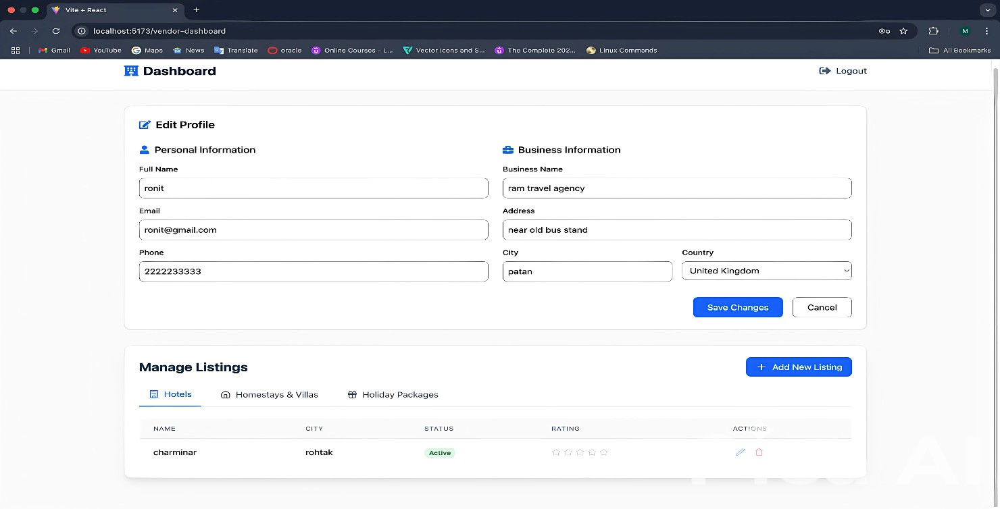 Vite + React
localhost:5173/vendor-dashboard
M
Gmail YouTube Maps News Translate oracle Online Courses - L... Vector Icons and S... The Complete 202... Linux Commands All Bookmarks
Dashboard Logout
Edit Profile
Personal Information Business Information
Full Name Business Name
ronit ram travel agency
Email Address
ronit@gmail.com near old bus stand
Phone City Country
2222233333 patan United Kingdom
Save Changes Cancel
Manage Listings + Add New Listing
Hotels Homestays & Villas Holiday Packages
NAME CITY STATUS RATING ACTIONS
charminar rohtak Active
AI